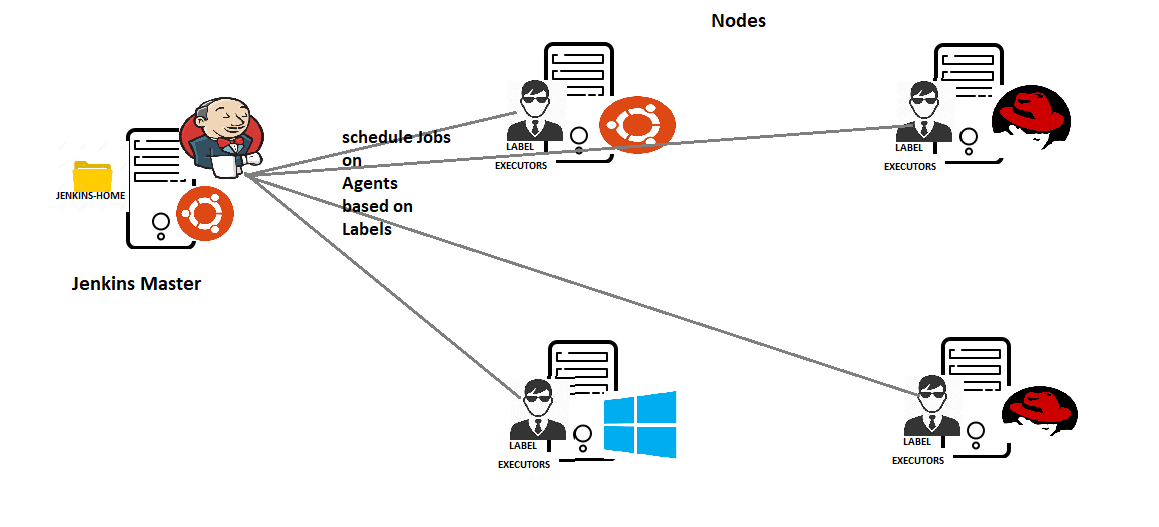 Nodes
schedule Jobs
on
Agents
based on
Labels
LABEL
EXECUTORS
LABEL
EXECUTORS
JENKINS-HOME
Jenkins Master
LABEL
EXECUTORS
LABEL
EXECUTORS